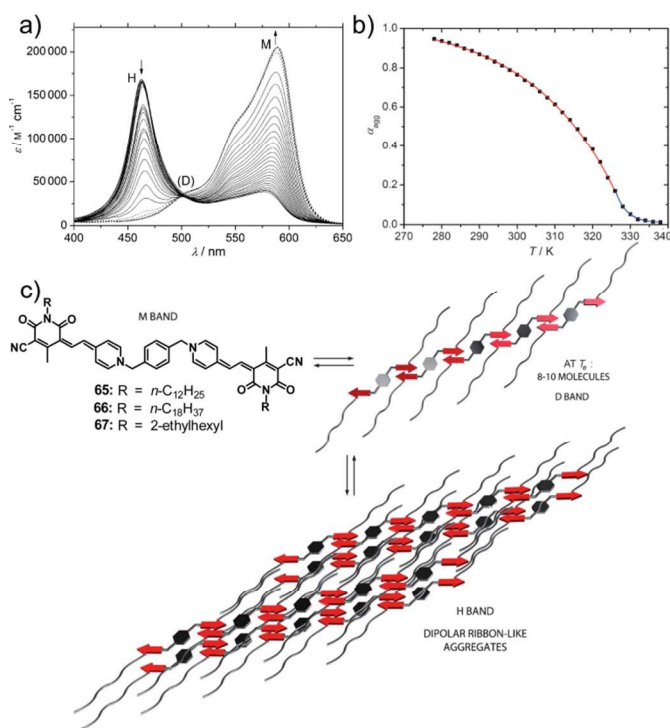 a)
ε / M⁻¹ cm⁻¹
200 000
150 000
100 000
50 000
0
H
(D)
M
400 450 500 550 600 650
λ / nm
b)
α agg
1.0
0.8
0.6
0.4
0.2
0.0
270 280 290 300 310 320 330 340
T / K
c)
M BAND
R
O N O
NC
N
N
CN
O N O
R
65: R = n-C₁₂H₂₅
66: R = n-C₁₈H₃₇
67: R = 2-ethylhexyl
AT Tₑ :
8-10 MOLECULES
D BAND
H BAND
DIPOLAR RIBBON-LIKE
AGGREGATES